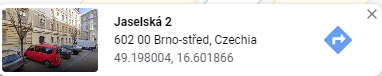 Jaselská 2
602 00 Brno-střed, Czechia
49.198004, 16.601866